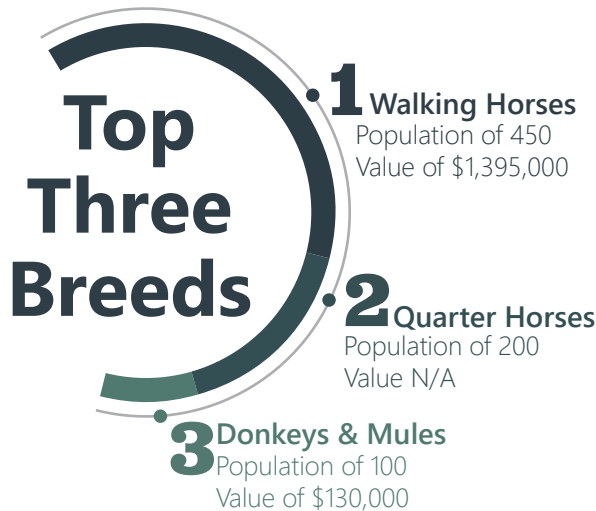 Top
Three
Breeds
1 Walking Horses
Population of 450
Value of $1,395,000
2 Quarter Horses
Population of 200
Value N/A
3 Donkeys & Mules
Population of 100
Value of $130,000